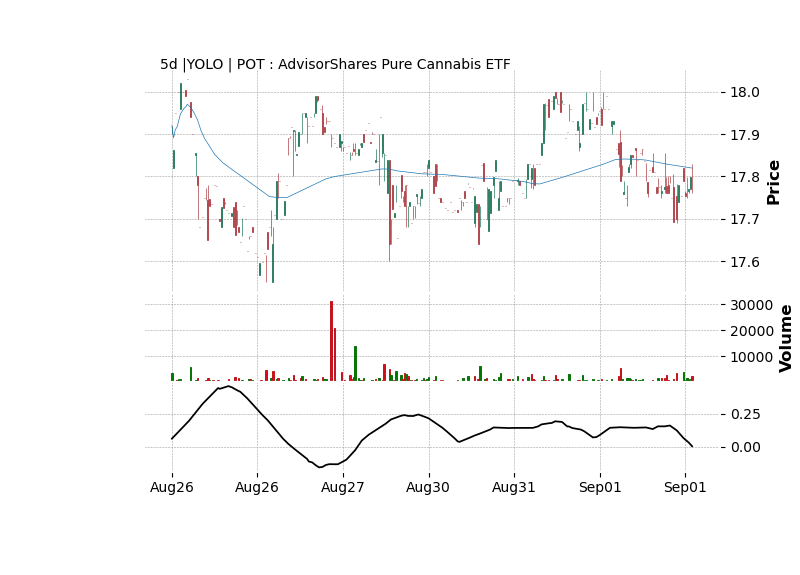 5d |YOLO | POT : AdvisorShares Pure Cannabis ETF
18.0
17.9
17.8
17.7
17.6
Price
30000
20000
10000
Volume
0.25
0.00
Aug26 Aug26 Aug27 Aug30 Aug31 Sep01 Sep01